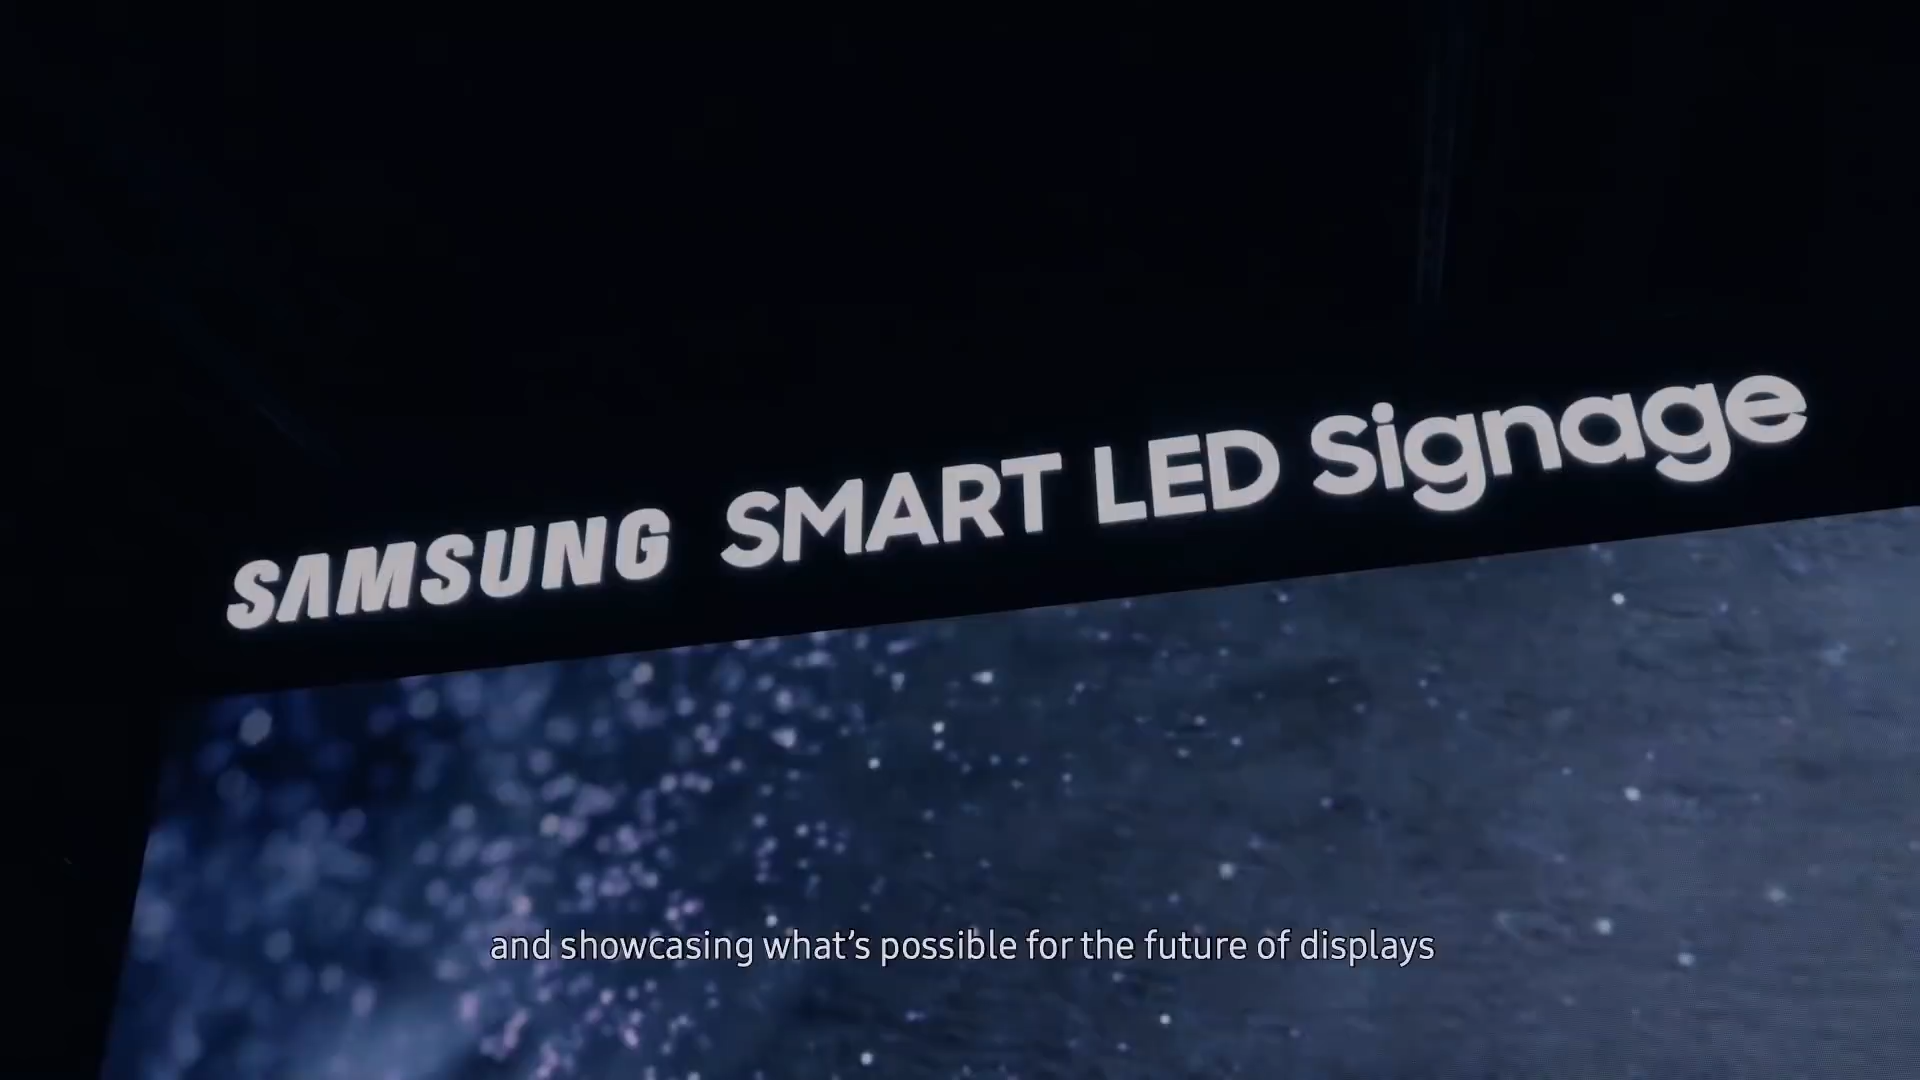 SAMSUNG SMART LED Signage
and showcasing what's possible for the future of displays